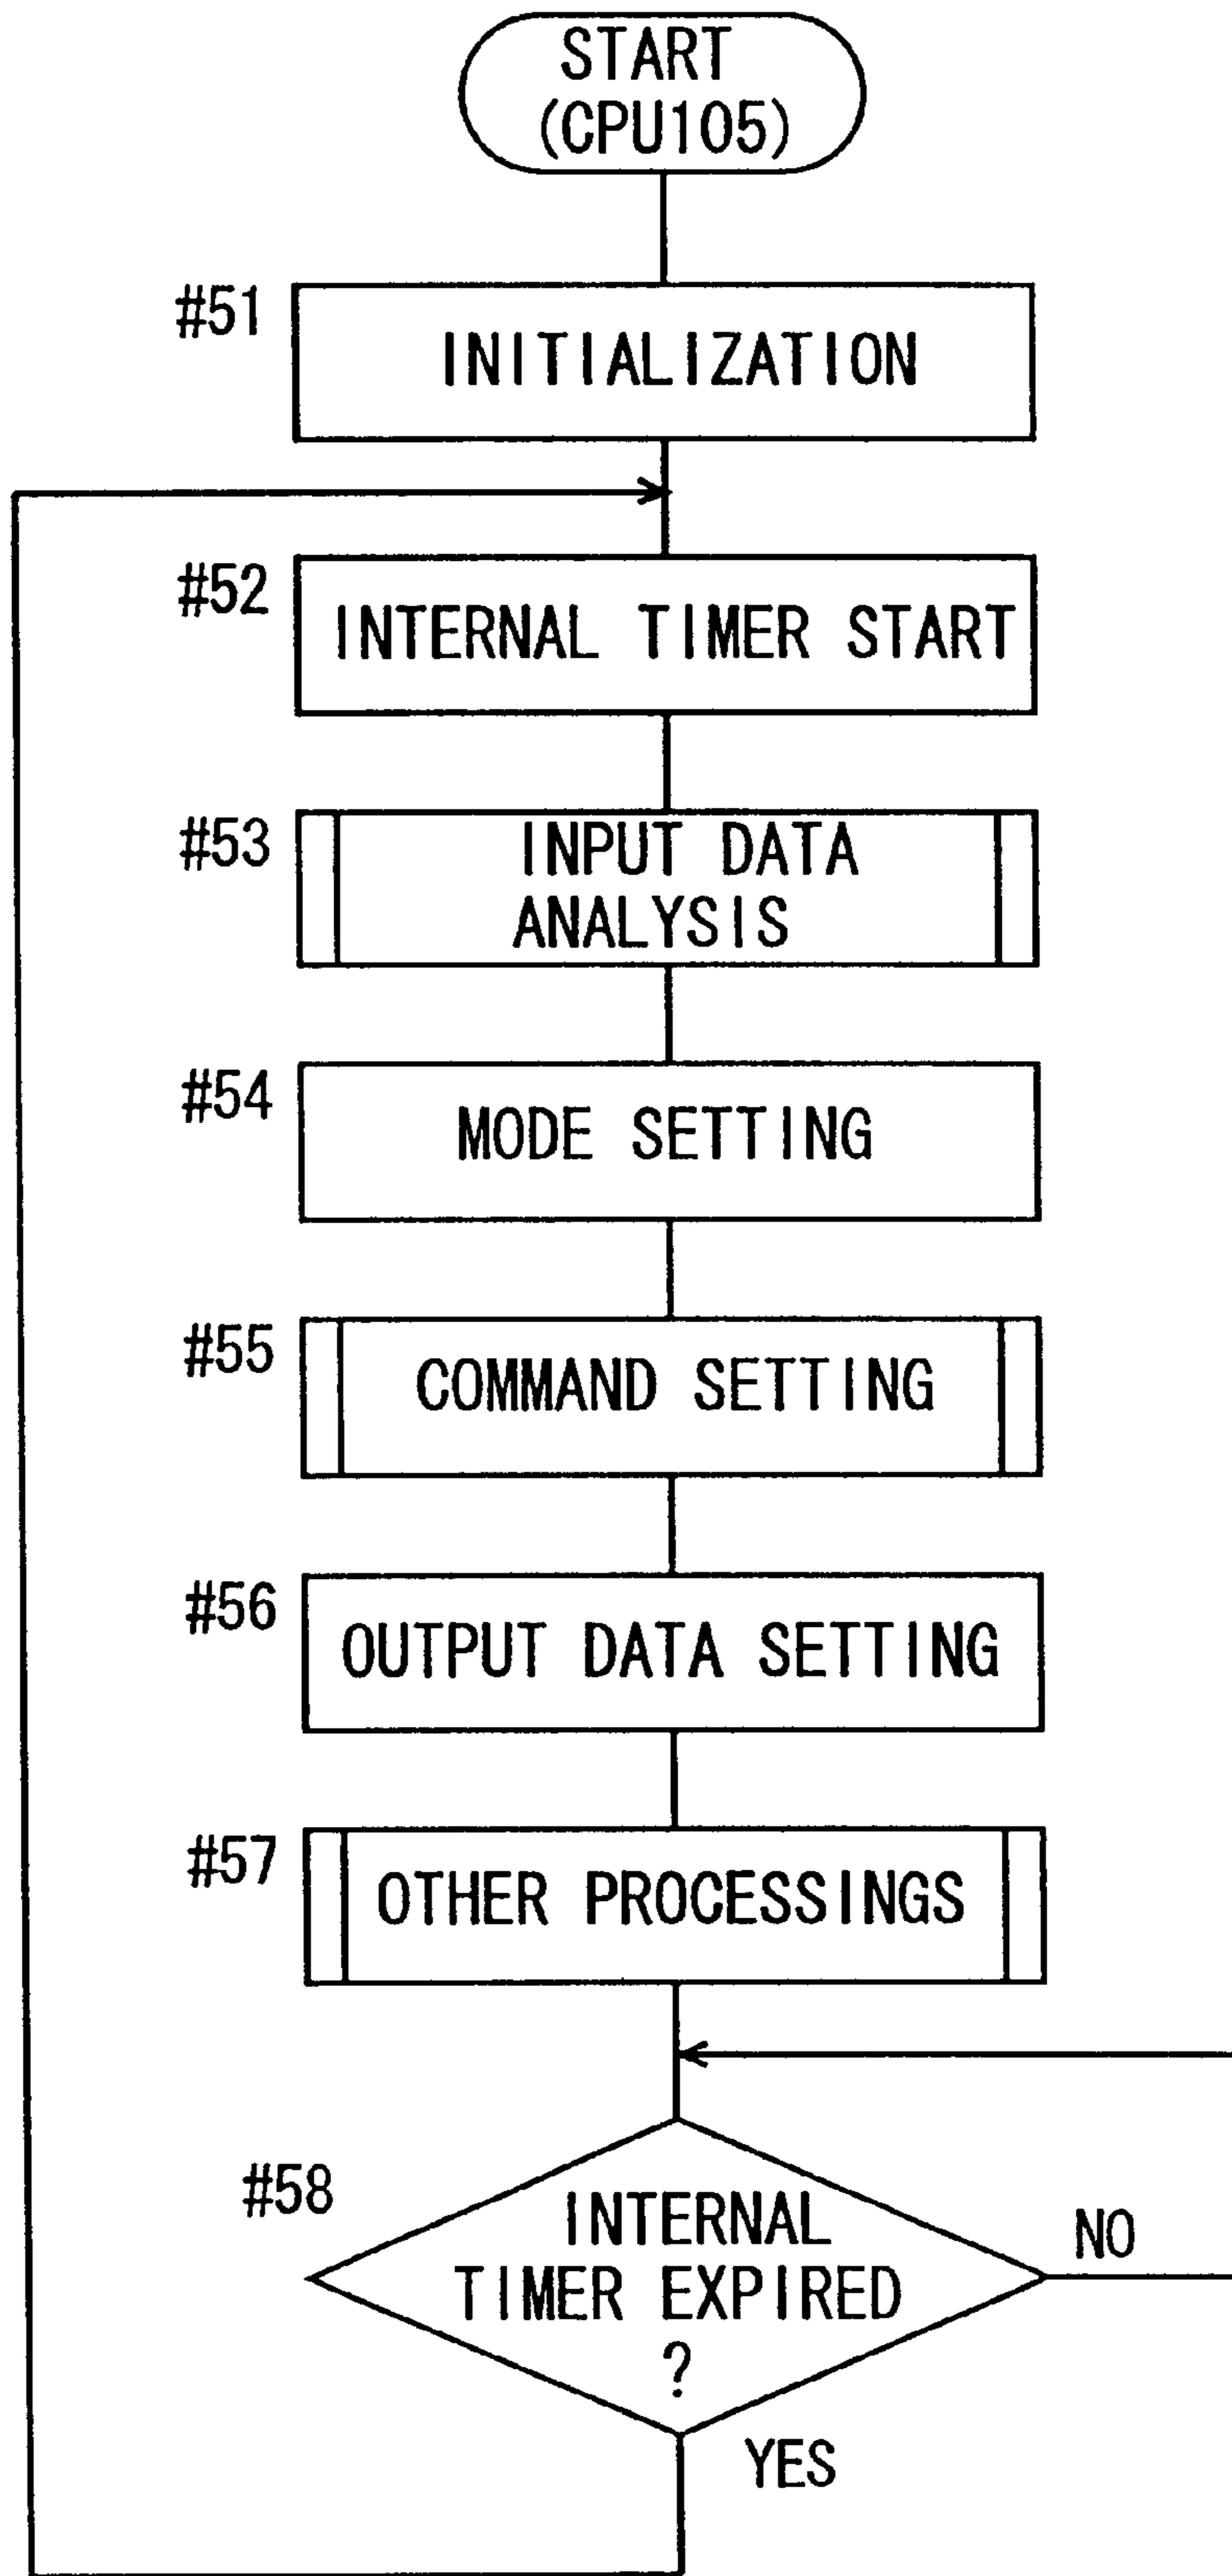 START
(CPU105)
#51
INITIALIZATION
#52
INTERNAL TIMER START
#53
INPUT DATA
ANALYSIS
#54
MODE SETTING
#55
COMMAND SETTING
#56
OUTPUT DATA SETTING
#57
OTHER PROCESSINGS
#58
INTERNAL
TIMER EXPIRED
?
NO
YES